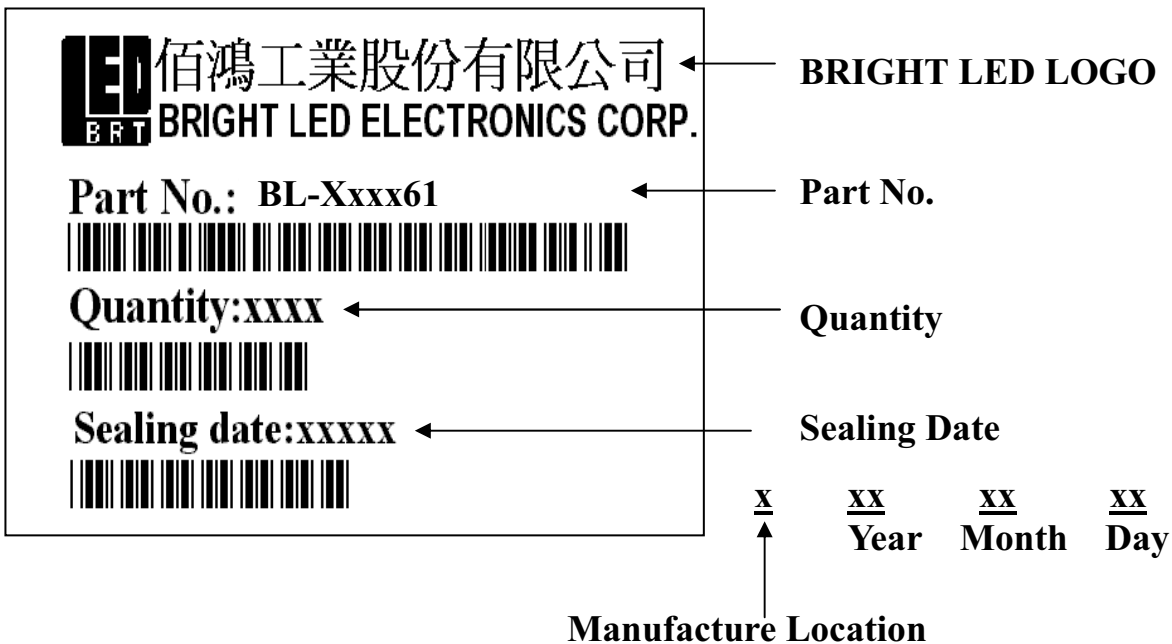 LED 佰鴻工業股份有限公司 BRIGHT LED LOGO
BRT BRIGHT LED ELECTRONICS CORP.
Part No.: BL-Xxxx61 Part No.
Quantity:xxxx Quantity
Sealing date:xxxxx Sealing Date
x xx xx xx
Year Month Day
Manufacture Location